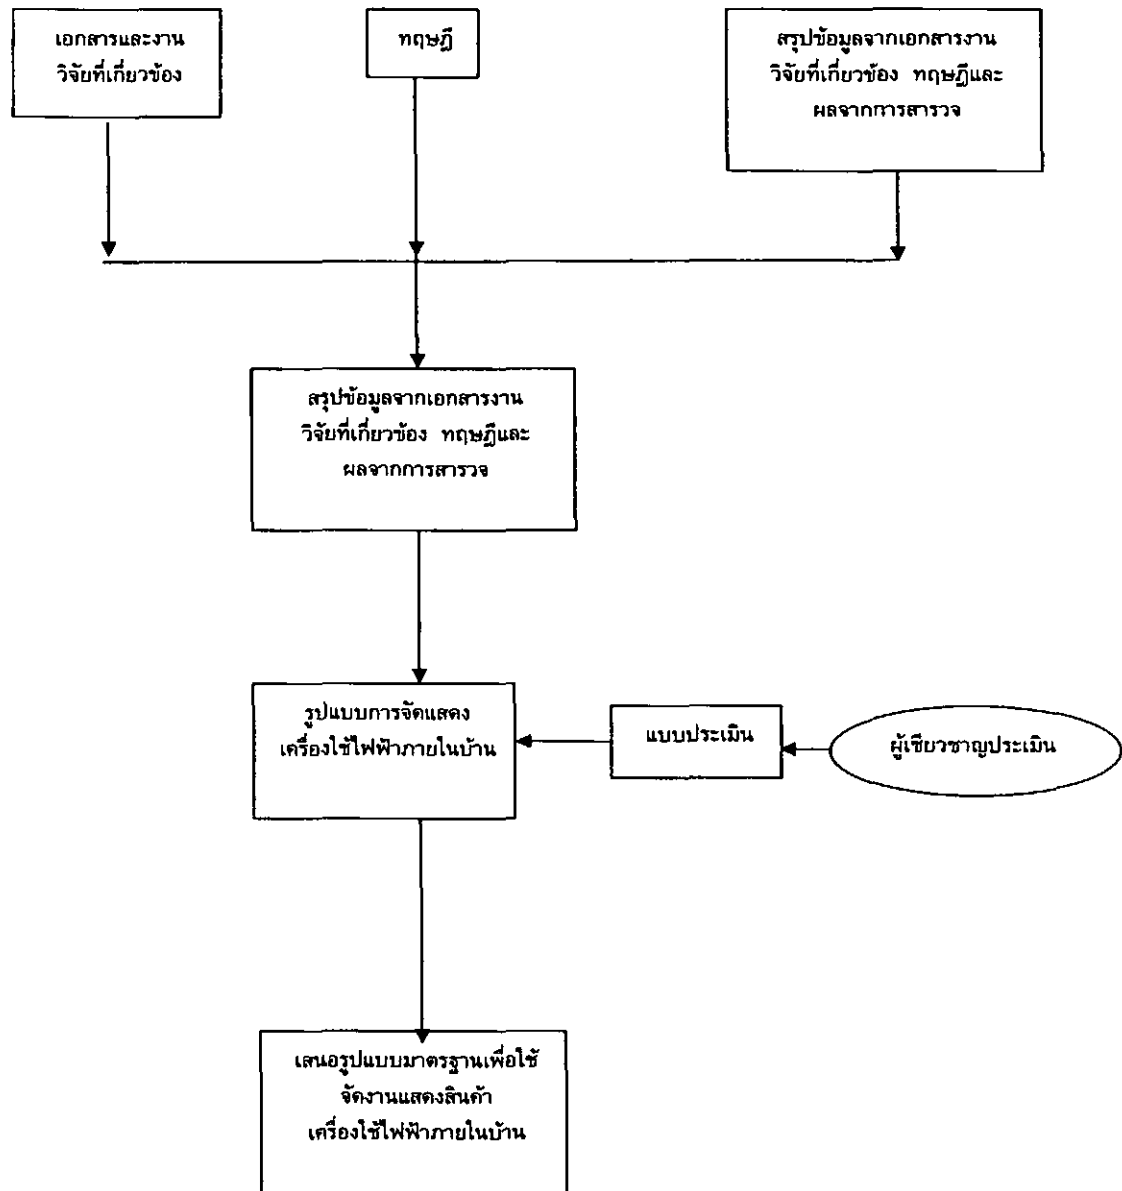 เอกสารและงาน
วิจัยที่เกี่ยวข้อง
ทฤษฎี
สรุปข้อมูลจากเอกสารงาน
วิจัยที่เกี่ยวข้อง ทฤษฎีและ
ผลจากการสารวจ
สรุปข้อมูลจากเอกสารงาน
วิจัยที่เกี่ยวข้อง ทฤษฎีและ
ผลจากการสารวจ
รูปแบบการจัดแสดง
เครื่องใช้ไฟฟ้าภายในบ้าน
แบบประเมิน
ผู้เชียวชาญประเมิน
เสนอรูปแบบมาตรฐานเพื่อใช้
จัดงานแสดงสินค้า
เครื่องใช้ไฟฟ้าภายในบ้าน